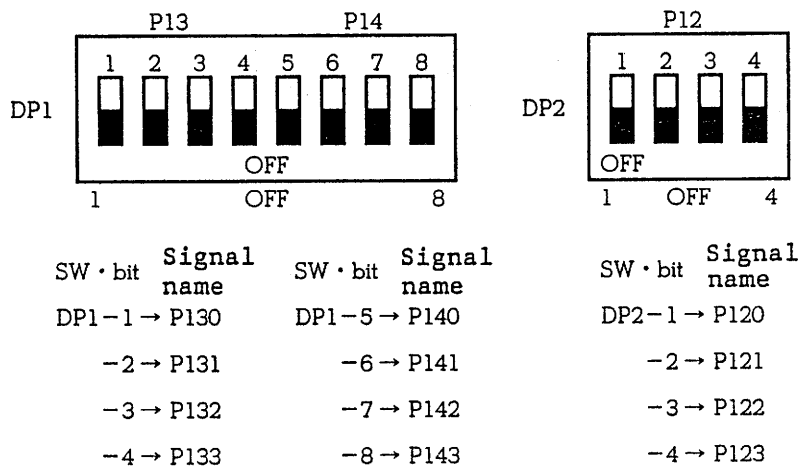 P13 P14 P12
1 2 3 4 5 6 7 8 1 2 3 4
DP1 DP2
OFF OFF
1 OFF 8 1 OFF 4
SW・bit Signal name SW・bit Signal name SW・bit Signal name
DP1-1→P130 DP1-5→P140 DP2-1→P120
-2→P131 -6→P141 -2→P121
-3→P132 -7→P142 -3→P122
-4→P133 -8→P143 -4→P123